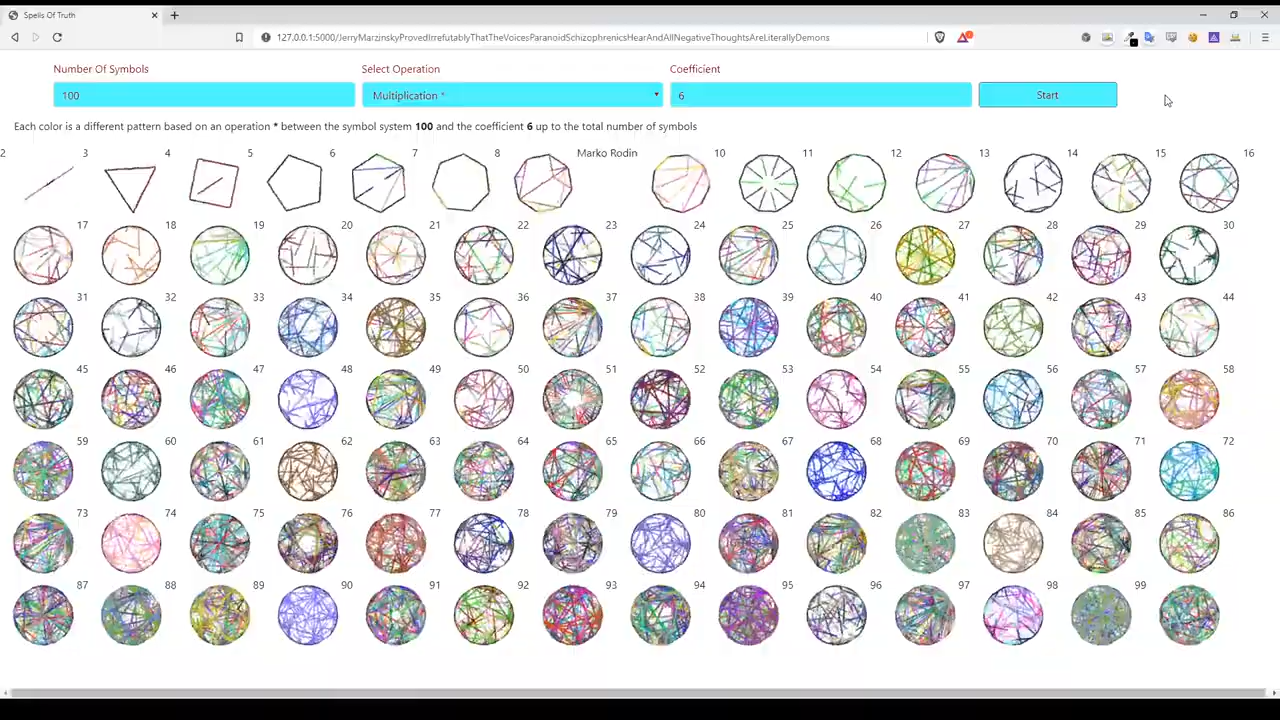 Spells Of Truth
127.0.0.1:5000/JerryMarzinskyProvedIrrefutablyThatTheVoicesParanoidSchizophrenicsHearAndAllNegativeThoughtsAreLiterallyDemons
Number Of Symbols
Select Operation
Coefficient
100
Multiplication *
6
Start
Each color is a different pattern based on an operation * between the symbol system 100 and the coefficient 6 up to the total number of symbols
2 3 4 5 6 7 8 Marko Rodin 10 11 12 13 14 15 16
17 18 19 20 21 22 23 24 25 26 27 28 29 30
31 32 33 34 35 36 37 38 39 40 41 42 43 44
45 46 47 48 49 50 51 52 53 54 55 56 57 58
59 60 61 62 63 64 65 66 67 68 69 70 71 72
73 74 75 76 77 78 79 80 81 82 83 84 85 86
87 88 89 90 91 92 93 94 95 96 97 98 99